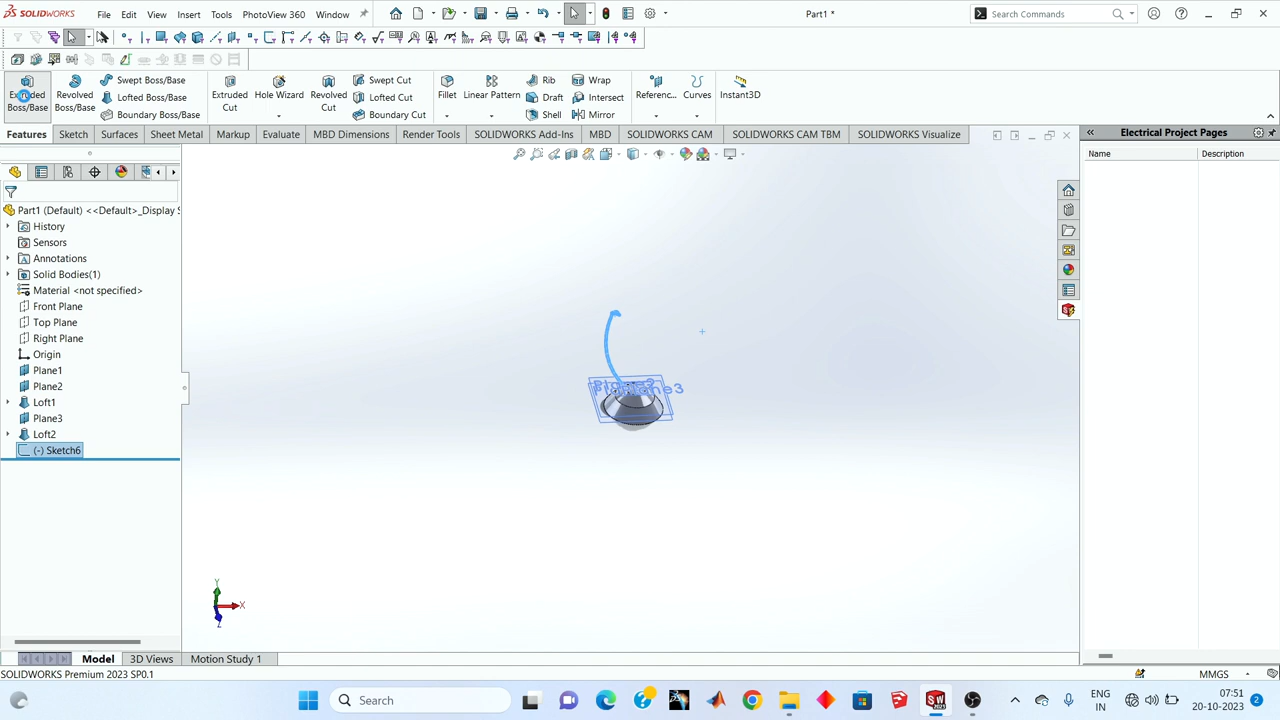 SOLIDWORKS File Edit View Insert Tools PhotoView 360 Window Part1 * Search Commands
Extruded Boss/Base
Revolved Boss/Base
Swept Boss/Base
Lofted Boss/Base
Boundary Boss/Base
Extruded Cut
Hole Wizard
Revolved Cut
Swept Cut
Lofted Cut
Boundary Cut
Fillet
Linear Pattern
Rib
Draft
Shell
Wrap
Intersect
Mirror
Referenc...
Curves
Instant3D
Features Sketch Surfaces Sheet Metal Markup Evaluate MBD Dimensions Render Tools SOLIDWORKS Add-Ins MBD SOLIDWORKS CAM SOLIDWORKS CAM TBM SOLIDWORKS Visualize
Electrical Project Pages
Name Description
Part1 (Default) <<Default>_Display S
History
Sensors
Annotations
Solid Bodies(1)
Material <not specified>
Front Plane
Top Plane
Right Plane
Origin
Plane1
Plane2
Loft1
Plane3
Loft2
(-) Sketch6
Y
X
Z
Model 3D Views Motion Study 1
SOLIDWORKS Premium 2023 SP0.1
MMGS
Search
ENG
IN
07:51
20-10-2023
2